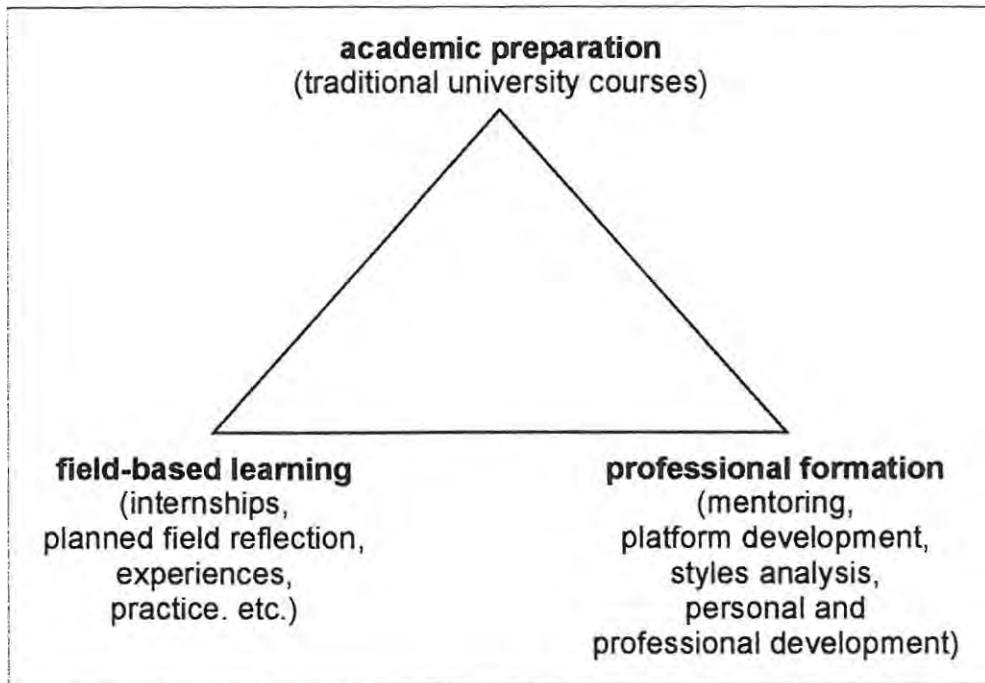 academic preparation
(traditional university courses)
field-based learning
(internships,
planned field reflection,
experiences,
practice. etc.)
professional formation
(mentoring,
platform development,
styles analysis,
personal and
professional development)